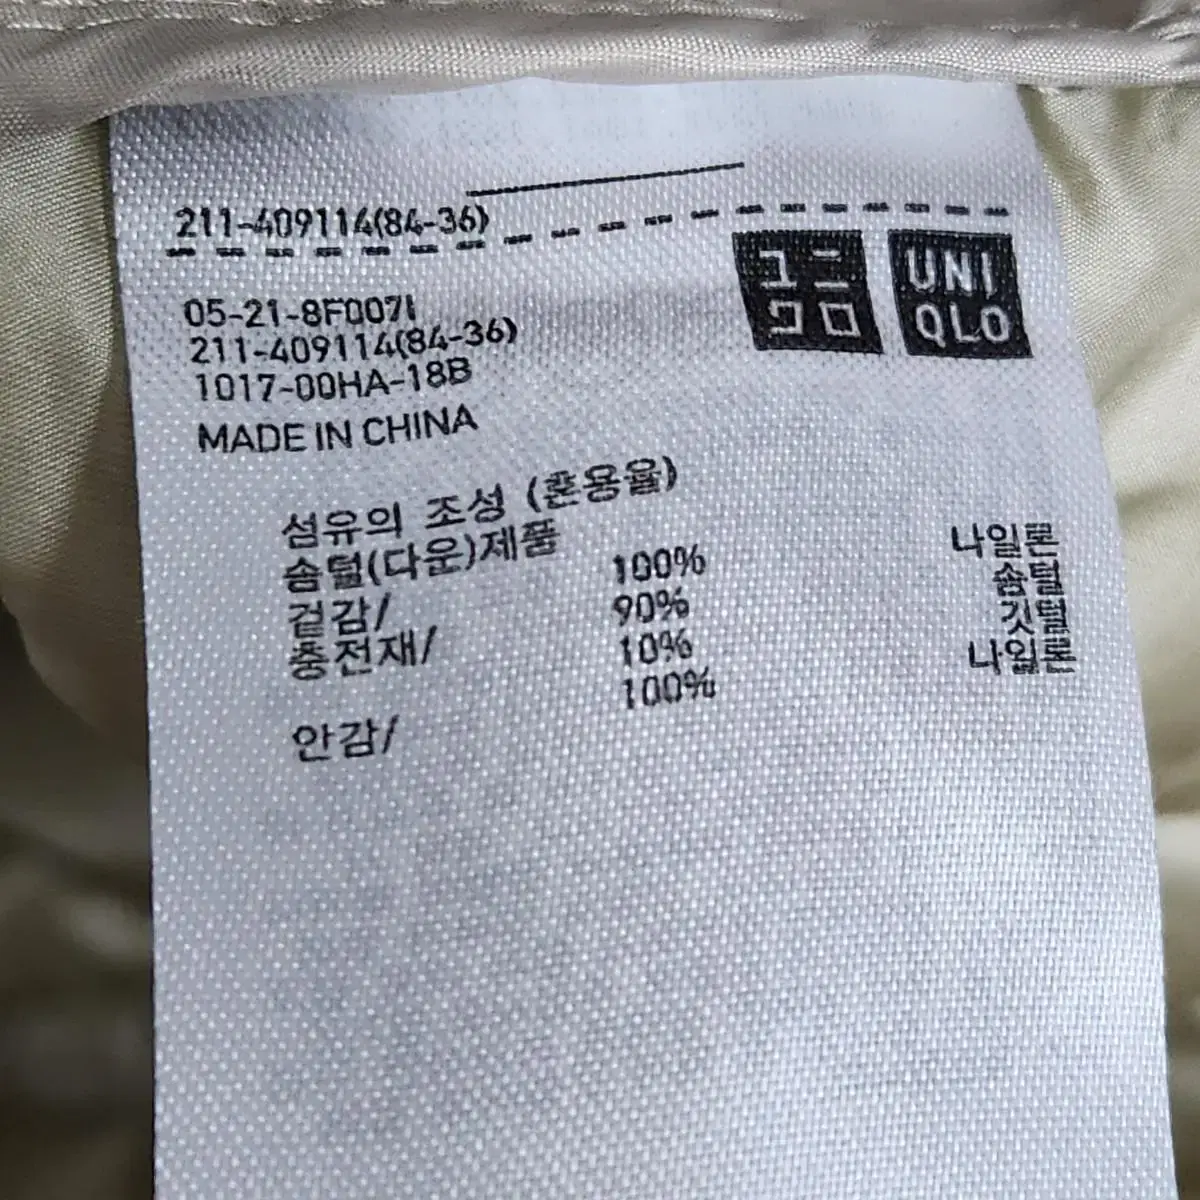 211-409114(84-36)
ユニ
クロ
UNI
QLO
05-21-8F007I
211-409114(84-36)
1017-00HA-18B
MADE IN CHINA
섬유의 조성 (혼용율)
솜털(다운)제품
겉감/ 100% 나일론
충전재/ 90% 솜털
10% 깃털
안감/ 100% 나일론